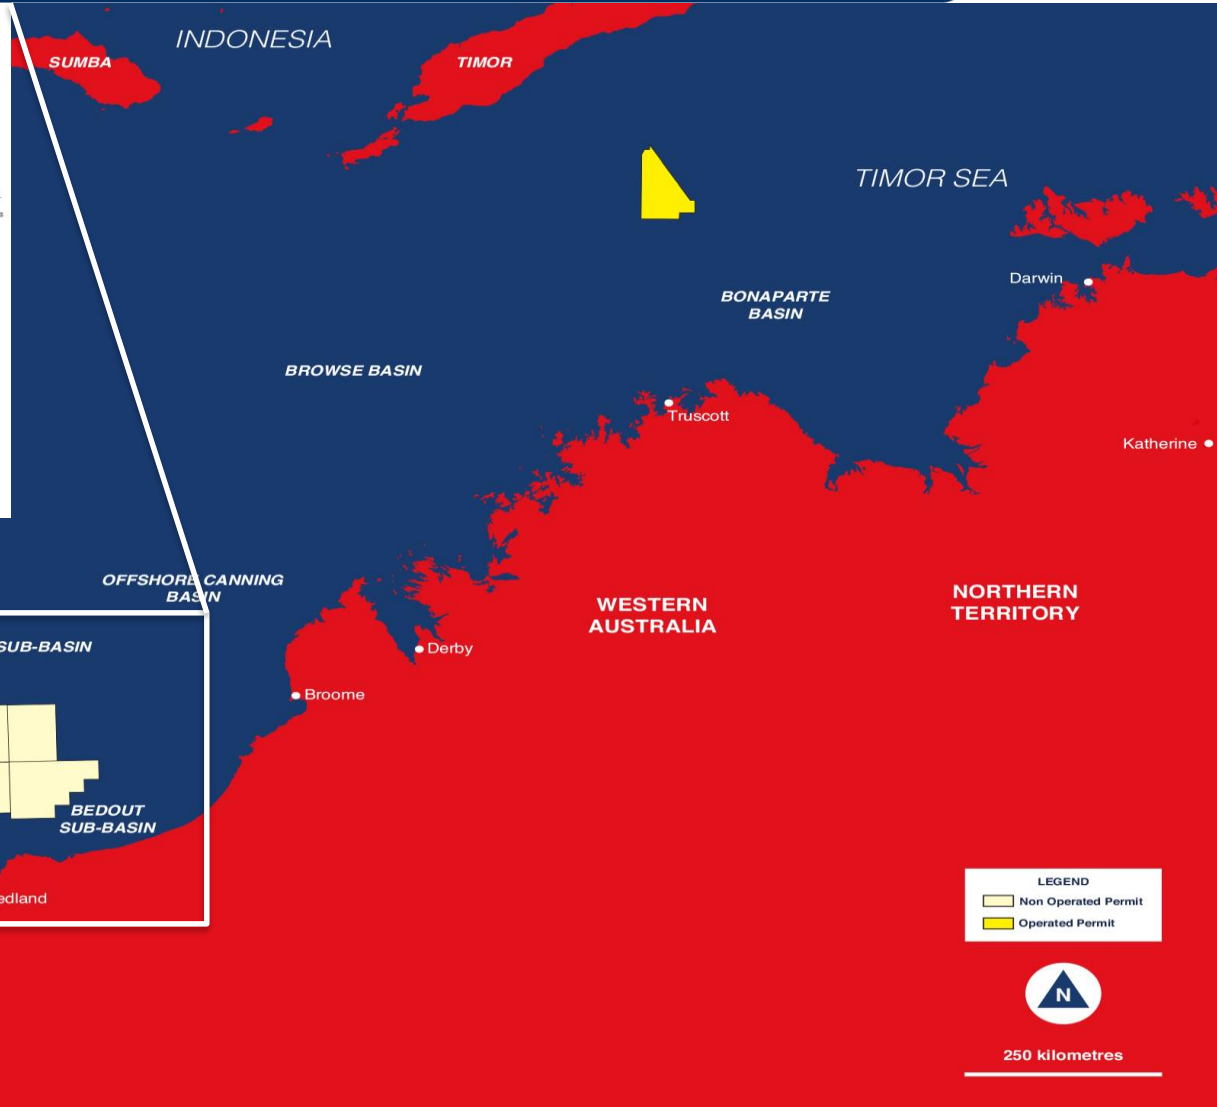 INDONESIA
SUMBA
TIMOR
TIMOR SEA
Darwin
BONAPARTE
BASIN
BROWSE BASIN
Truscott
Katherine
OFFSHORE CANNING
BASIN
WESTERN
AUSTRALIA
NORTHERN
TERRITORY
SUB-BASIN
Derby
Broome
BEDOUT
SUB-BASIN
edland
LEGEND
Non Operated Permit
Operated Permit
N
250 kilometres